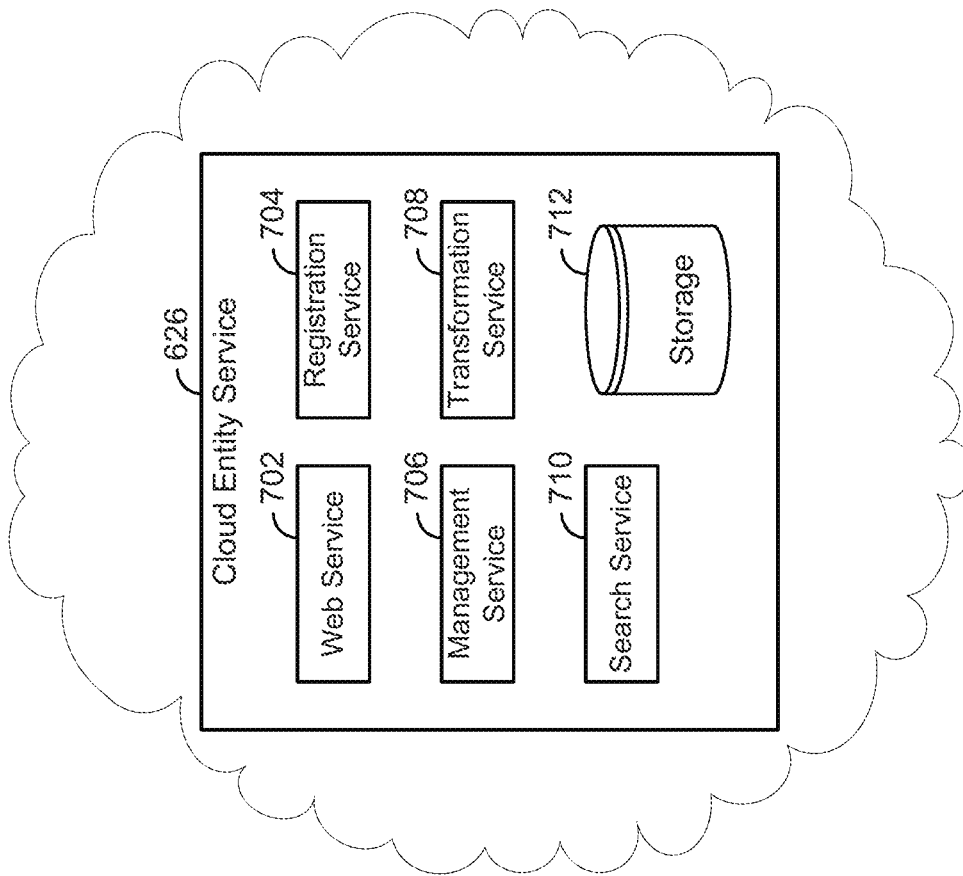 626
Cloud Entity Service
702
Web Service
704
Registration
Service
706
Management
Service
708
Transformation
Service
710
Search Service
712
Storage